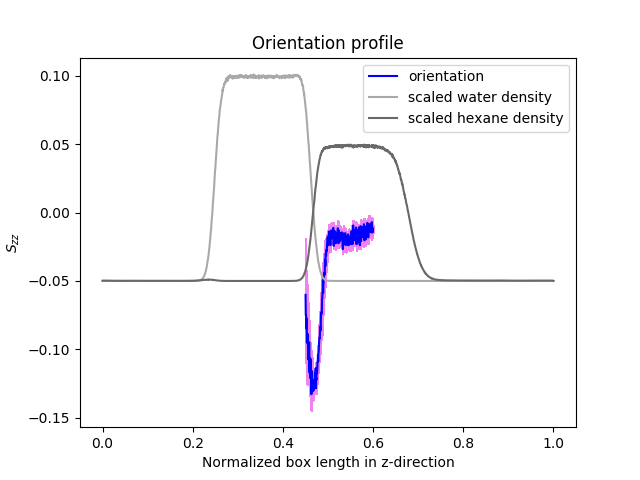 Orientation profile
orientation
scaled water density
scaled hexane density
0.10
0.05
0.00
−0.05
−0.10
−0.15
S_zz
0.0 0.2 0.4 0.6 0.8 1.0
Normalized box length in z-direction